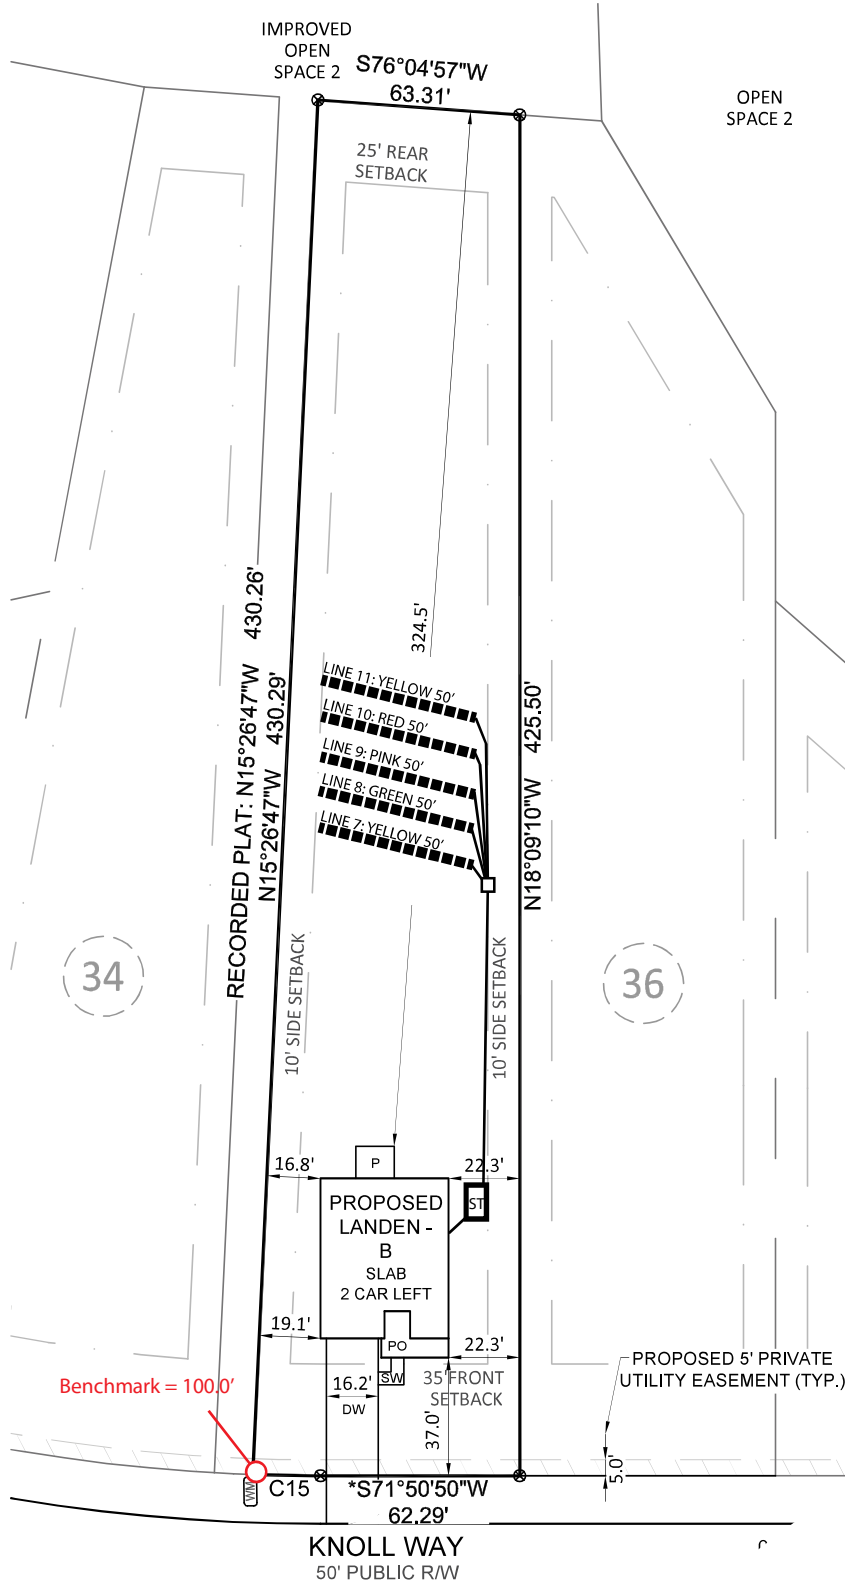 IMPROVED
OPEN
SPACE 2
S76°04'57"W
63.31'
OPEN
SPACE 2
25' REAR
SETBACK
324.5'
RECORDED PLAT: N15°26'47"W 430.26'
N15°26'47"W 430.29'
N18°09'10"W 425.50'
LINE 11: YELLOW 50'
LINE 10: RED 50'
LINE 9: PINK 50'
LINE 8: GREEN 50'
LINE 7: YELLOW 50'
34
36
10' SIDE SETBACK
10' SIDE SETBACK
16.8'
P
22.3'
ST
PROPOSED
LANDEN -
B
SLAB
2 CAR LEFT
19.1'
PO
22.3'
SW
16.2'
DW
35' FRONT
SETBACK
37.0'
PROPOSED 5' PRIVATE
UTILITY EASEMENT (TYP.)
Benchmark = 100.0'
5.0'
WM
C15
*S71°50'50"W
62.29'
KNOLL WAY
50' PUBLIC R/W